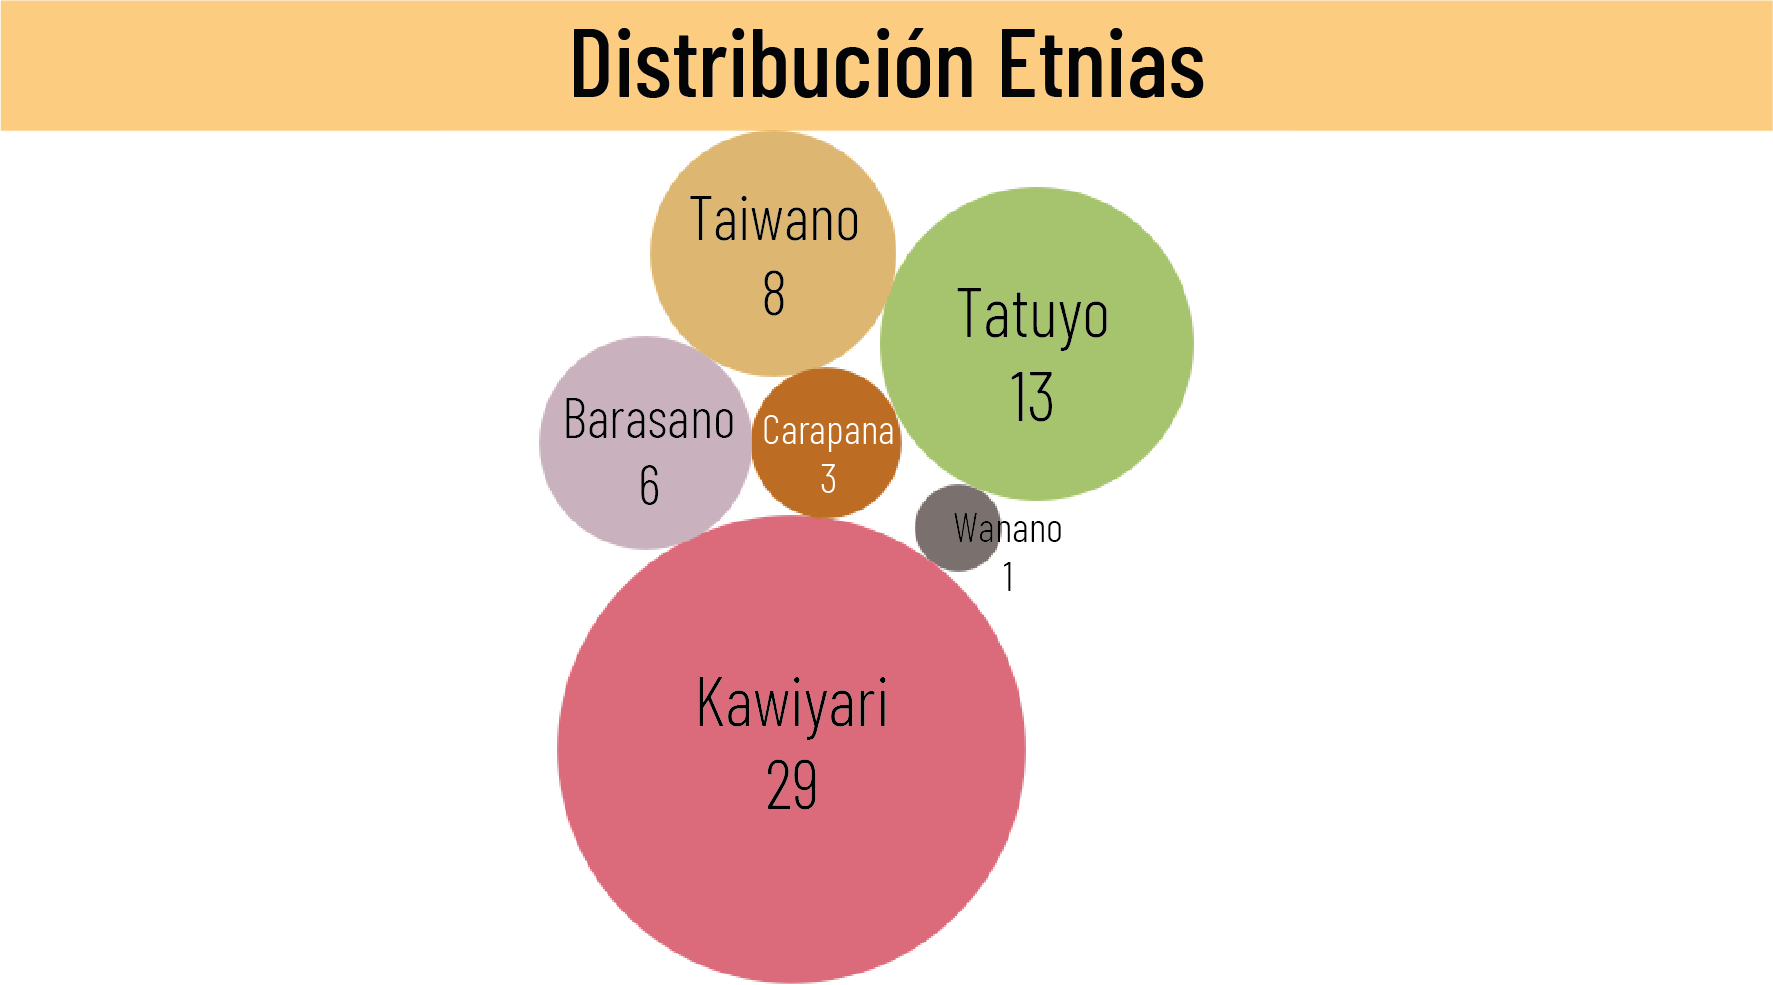 Distribución Etnias
Taiwano
8
Tatuyo
13
Barasano
6
Carapana
3
Wanano
1
Kawiyari
29